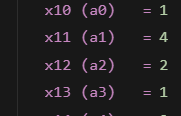 x10 (a0) = 1
x11 (a1) = 4
x12 (a2) = 2
x13 (a3) = 1